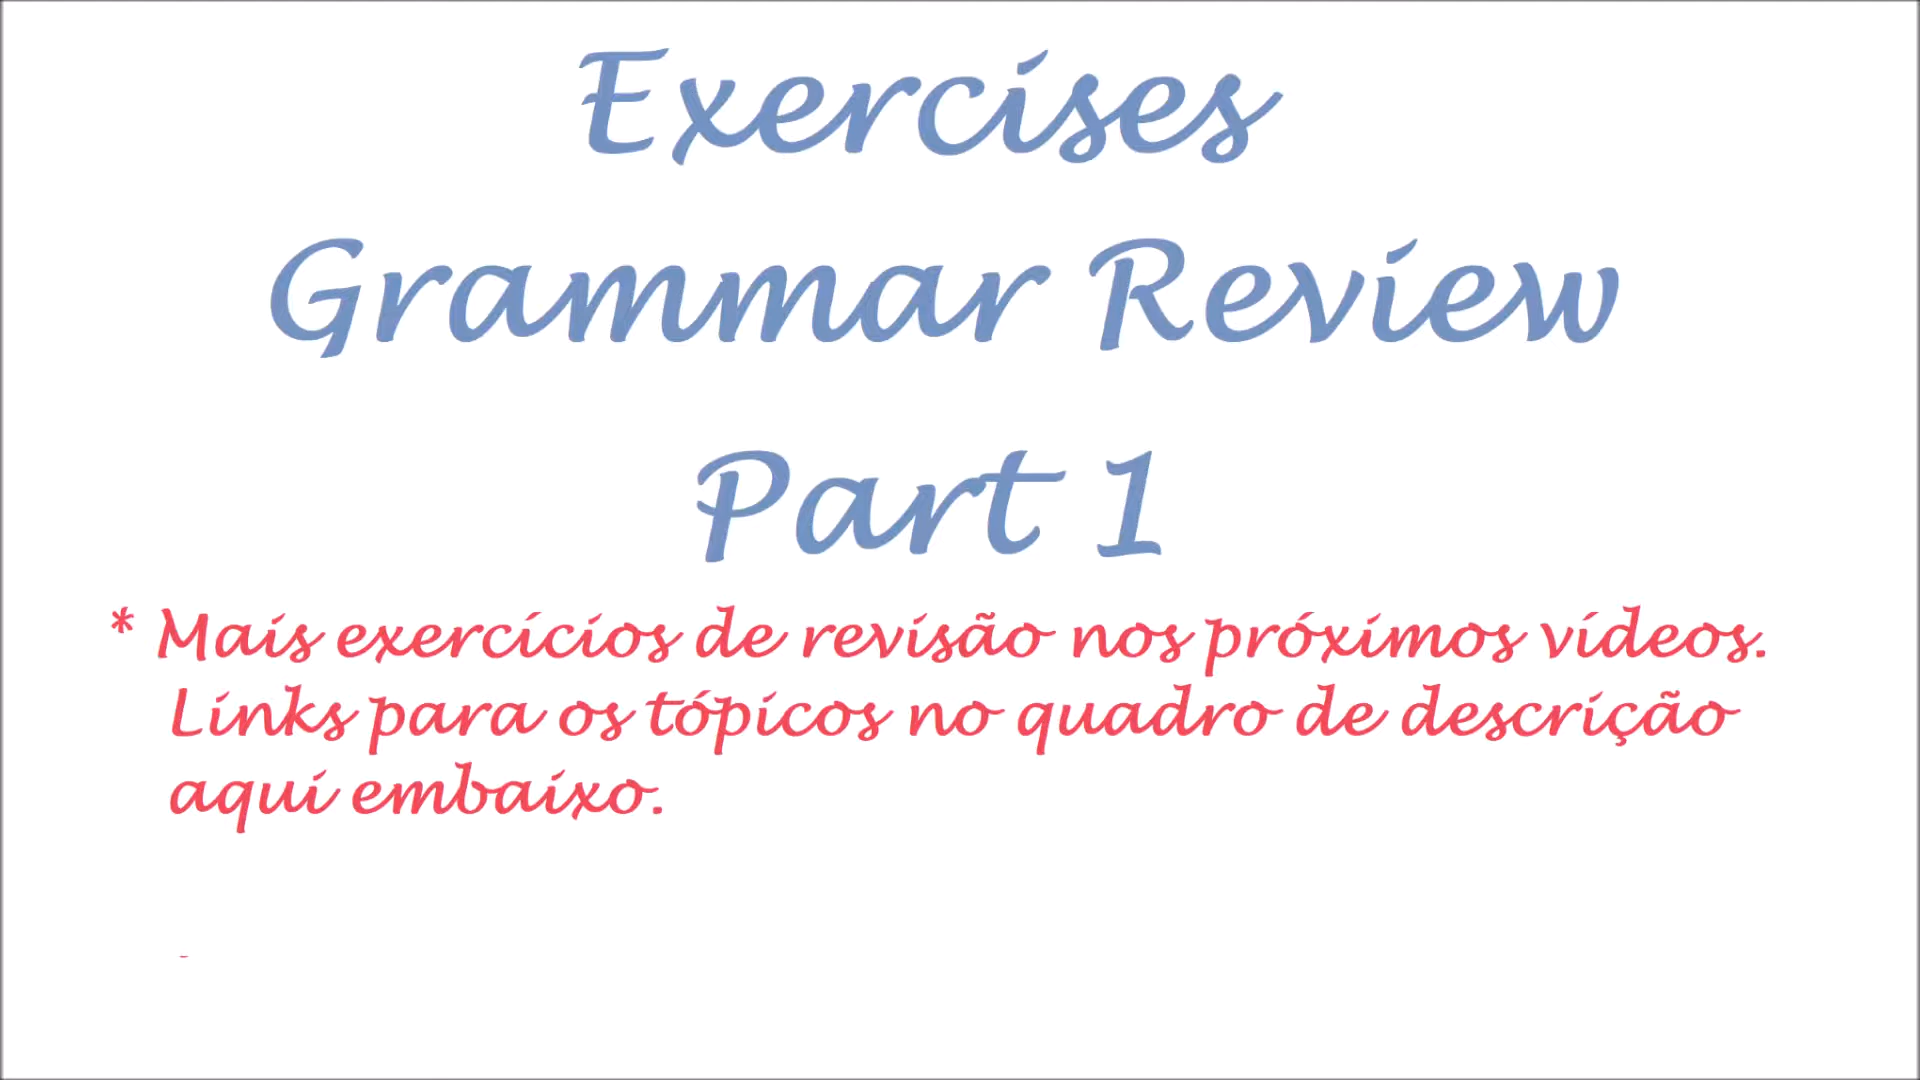 Exercises
Grammar Review
Part 1
* Mais exercícios de revisão nos próximos vídeos.
Links para os tópicos no quadro de descrição
aqui embaixo.